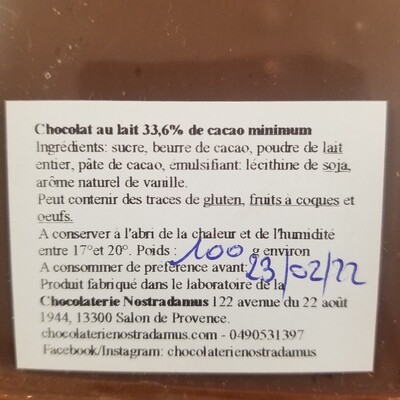 Chocolat au lait 33,6% de cacao minimum
Ingrédients: sucre, beurre de cacao, poudre de lait
entier, pâte de cacao, émulsifiant: lécithine de soja,
arôme naturel de vanille.
Peut contenir des traces de gluten, fruits à coques et
oeufs.
A conserver à l'abri de la chaleur et de l'humidité
entre 17°et 20°. Poids : 100 g environ
A consommer de préférence avant: 23/02/22
Produit fabriqué dans le laboratoire de la
Chocolaterie Nostradamus 122 avenue du 22 août
1944, 13300 Salon de Provence.
chocolaterienostradamus.com - 0490531397
Facebook/Instagram: chocolaterienostradamus